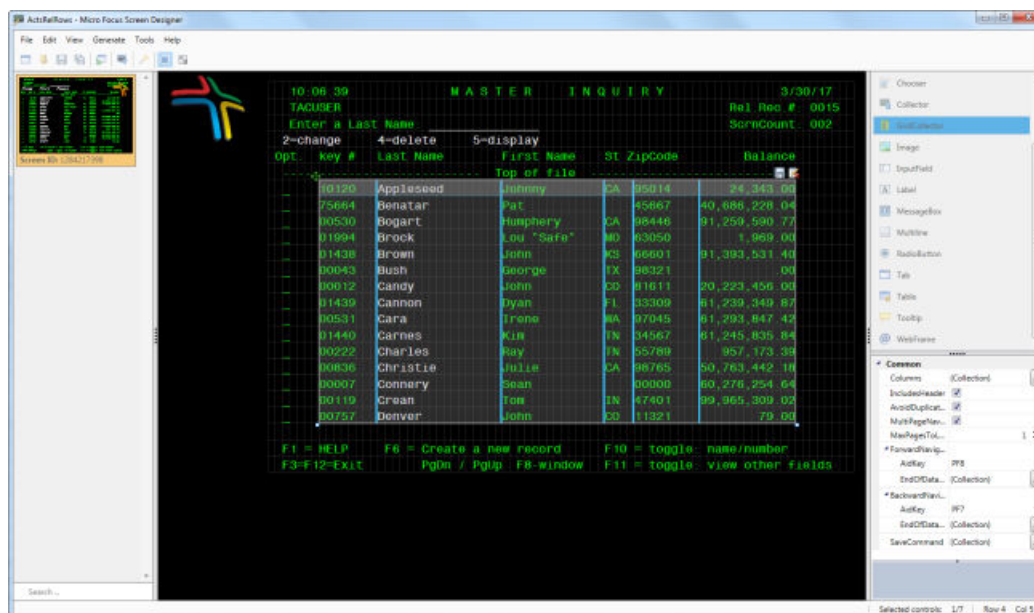 ActsRelRows - Micro Focus Screen Designer
File Edit View Generate Tools Help
10:06:39 MASTER INQUIRY 3/30/17
TACUSER Rel.Rec.# 0015
Enter a Last Name ScrnCount 002
2=change 4=delete 5=display
Opt. key # Last Name First Name St ZipCode Balance
Top of file
10120 Appleseed Johnny CA 95014 24,343.00
75664 Benatar Pat 45667 40,686,228.04
00530 Bogart Humphery CA 98446 91,259,590.77
01994 Brock Lou "Safe" MO 63050 1,969.00
01438 Brown John KS 66601 91,393,531.40
00043 Bush George TX 98321 .00
00012 Candy John CO 81611 20,223,456.00
01439 Cannon Dyan FL 33309 61,239,349.87
00531 Cara Irene MA 97045 61,293,847.42
01440 Carnes Kim TN 34567 61,245,835.84
00222 Charles Ray TN 55789 957,173.39
00836 Christie Julie CA 98765 50,763,442.18
00007 Connery Sean 00000 60,276,254.64
00119 Crean Tom IN 47401 99,965,309.02
00757 Denver John CO 11321 79.00
F1 = HELP F6 = Create a new record F10 = toggle: name/number
F3=F12=Exit PgDn / PgUp F8-window F11 = toggle: view other fields
Screen ID: 1284217398
Search...
Chooser
Collector
GridCollector
Image
InputField
Label
MessageBox
Multiline
RadioButton
Tab
Table
Tooltip
WebFrame
Common
Columns (Collection)
IncludeHeader
AvoidDuplicat...
MultiPageNav...
MaxPagesToL... 1
ForwardNavig...
AidKey PF8
EndOfData... (Collection)
BackwardNavi...
AidKey PF7
EndOfData... (Collection)
SaveCommand (Collection)
Selected controls: 1/7 Row 4